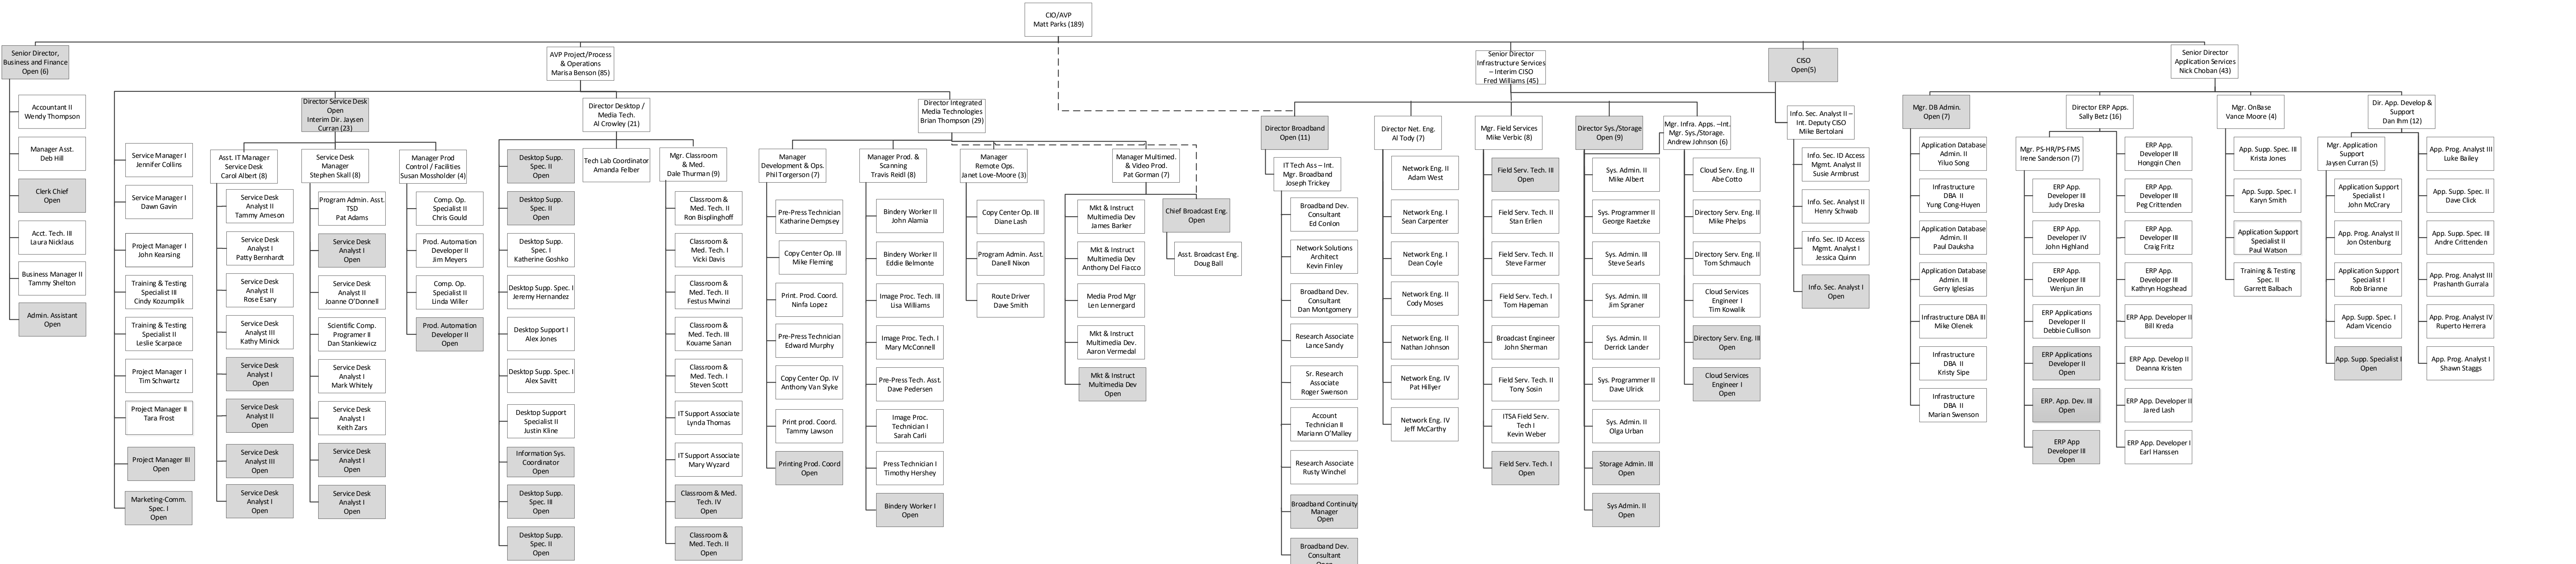 CIO/AVP
Matt Parks (189)
Senior Director,
Business and Finance
Open (6)
Accountant II
Wendy Thompson
Manager Asst.
Deb Hill
Clerk Chief
Open
Acct. Tech. III
Laura Nicklaus
Business Manager II
Tammy Shelton
Admin. Assistant
Open
AVP Project/Process
& Operations
Marisa Benson (85)
Service Manager I
Jennifer Collins
Service Manager I
Dawn Gavin
Project Manager I
John Kearsing
Training & Testing
Specialist III
Cindy Kozumplik
Training & Testing
Specialist II
Leslie Scarpace
Project Manager I
Tim Schwartz
Project Manager II
Tara Frost
Project Manager III
Open
Marketing-Comm.
Spec. I
Open
Director Service Desk
Open
Interim Dir. Jaysen
Curran (23)
Asst. IT Manager
Service Desk
Carol Albert (8)
Service Desk
Analyst II
Tammy Ameson
Service Desk
Analyst I
Patty Bernhardt
Service Desk
Analyst II
Rose Esary
Service Desk
Analyst III
Kathy Minick
Service Desk
Analyst I
Open
Service Desk
Analyst II
Open
Service Desk
Analyst III
Open
Service Desk
Analyst I
Open
Service Desk
Manager
Stephen Skall (8)
Program Admin. Asst.
TSD
Pat Adams
Service Desk
Analyst I
Open
Service Desk
Analyst II
Joanne O'Donnell
Scientific Comp.
Programer II
Dan Stankiewicz
Service Desk
Analyst I
Mark Whitely
Service Desk
Analyst I
Keith Zars
Service Desk
Analyst I
Open
Service Desk
Analyst I
Open
Manager Prod
Control / Facilities
Susan Mossholder (4)
Comp. Op.
Specialist II
Chris Gould
Prod. Automation
Developer II
Jim Meyers
Comp. Op.
Specialist II
Linda Willer
Prod. Automation
Developer II
Open
Director Desktop /
Media Tech.
Al Crowley (21)
Desktop Supp.
Spec. II
Open
Desktop Supp.
Spec. II
Open
Desktop Supp.
Spec. I
Katherine Goshko
Desktop Supp. Spec. I
Jeremy Hernandez
Desktop Support I
Alex Jones
Desktop Supp. Spec. I
Alex Savitt
Desktop Support
Specialist II
Justin Kline
Information Sys.
Coordinator
Open
Desktop Supp.
Spec. III
Open
Desktop Supp.
Spec. II
Open
Tech Lab Coordinator
Amanda Felber
Mgr. Classroom
& Med.
Dale Thurman (9)
Classroom &
Med. Tech. II
Ron Bisplinghoff
Classroom &
Med. Tech. I
Vicki Davis
Classroom &
Med. Tech. II
Festus Mwinzi
Classroom &
Med. Tech. III
Kouame Sanan
Classroom &
Med. Tech. I
Steven Scott
IT Support Associate
Lynda Thomas
IT Support Associate
Mary Wyzard
Classroom & Med.
Tech. IV
Open
Classroom &
Med. Tech. II
Open
Director Integrated
Media Technologies
Brian Thompson (29)
Manager
Development & Ops.
Phil Torgerson (7)
Pre-Press Technician
Katharine Dempsey
Copy Center Op. III
Mike Fleming
Print. Prod. Coord.
Ninfa Lopez
Pre-Press Technician
Edward Murphy
Copy Center Op. IV
Anthony Van Slyke
Print prod. Coord.
Tammy Lawson
Printing Prod. Coord
Open
Manager Prod. &
Scanning
Travis Reidl (8)
Bindery Worker II
John Alamia
Bindery Worker II
Eddie Belmonte
Image Proc. Tech. III
Lisa Williams
Image Proc. Tech. I
Mary McConnell
Pre-Press Tech. Asst.
Dave Pedersen
Image Proc.
Technician I
Sarah Carli
Press Technician I
Timothy Hershey
Bindery Worker I
Open
Manager
Remote Ops.
Janet Love-Moore (3)
Copy Center Op. III
Diane Lash
Program Admin. Asst.
Danell Nixon
Route Driver
Dave Smith
Manager Multimed.
& Video Prod.
Pat Gorman (7)
Mkt & Instruct
Multimedia Dev
James Barker
Mkt & Instruct
Multimedia Dev
Anthony Del Fiacco
Media Prod Mgr
Len Lennergard
Mkt & Instruct
Multimedia Dev.
Aaron Vermedal
Mkt & Instruct
Multimedia Dev
Open
Chief Broadcast Eng.
Open
Asst. Broadcast Eng.
Doug Ball
Senior Director
Infrastructure Services
– Interim CISO
Fred Williams (45)
Director Broadband
Open (11)
IT Tech Ass – Int.
Mgr. Broadband
Joseph Trickey
Broadband Dev.
Consultant
Ed Conlon
Network Solutions
Architect
Kevin Finley
Broadband Dev.
Consultant
Dan Montgomery
Research Associate
Lance Sandy
Sr. Research
Associate
Roger Swenson
Account
Technician II
Mariann O'Malley
Research Associate
Rusty Winchel
Broadband Continuity
Manager
Open
Broadband Dev.
Consultant
Open
Director Net. Eng.
Al Tody (7)
Network Eng. II
Adam West
Network Eng. I
Sean Carpenter
Network Eng. I
Dean Coyle
Network Eng. II
Cody Moses
Network Eng. II
Nathan Johnson
Network Eng. IV
Pat Hillyer
Network Eng. IV
Jeff McCarthy
Mgr. Field Services
Mike Verbic (8)
Field Serv. Tech. III
Open
Field Serv. Tech. II
Stan Erilen
Field Serv. Tech. II
Steve Farmer
Field Serv. Tech. I
Tom Hapeman
Broadcast Engineer
John Sherman
Field Serv. Tech. II
Tony Sosin
ITSA Field Serv.
Tech I
Kevin Weber
Field Serv. Tech. I
Open
Director Sys./Storage
Open (9)
Sys. Admin. II
Mike Albert
Sys. Programmer II
George Raetzke
Sys. Admin. III
Steve Searls
Sys. Admin. III
Jim Spraner
Sys. Admin. II
Derrick Lander
Sys. Programmer II
Dave Ulrick
Sys. Admin. II
Olga Urban
Storage Admin. III
Open
Sys Admin. II
Open
Mgr. Infra. Apps. –Int.
Mgr. Sys./Storage.
Andrew Johnson (6)
Cloud Serv. Eng. II
Abe Cotto
Directory Serv. Eng. II
Mike Phelps
Directory Serv. Eng. II
Tom Schmauch
Cloud Services
Engineer I
Tim Kowalik
Directory Serv. Eng. III
Open
Cloud Services
Engineer I
Open
CISO
Open(5)
Info. Sec. Analyst II –
Int. Deputy CISO
Mike Bertolani
Info. Sec. ID Access
Mgmt. Analyst II
Susie Armbrust
Info. Sec. Analyst II
Henry Schwab
Info. Sec. ID Access
Mgmt. Analyst I
Jessica Quinn
Info. Sec. Analyst I
Open
Senior Director
Application Services
Nick Choban (43)
Mgr. DB Admin.
Open (7)
Application Database
Admin. II
Yiluo Song
Infrastructure
DBA II
Yung Cong-Huyen
Application Database
Admin. II
Paul Dauksha
Application Database
Admin. III
Gerry Iglesias
Infrastructure DBA III
Mike Olenek
Infrastructure
DBA II
Kristy Sipe
Infrastructure
DBA II
Marian Swenson
Director ERP Apps.
Sally Betz (16)
Mgr. PS-HR/PS-FMS
Irene Sanderson (7)
ERP App.
Developer III
Judy Dreska
ERP App.
Developer IV
John Highland
ERP App.
Developer III
Wenjun Jin
ERP Applications
Developer II
Debbie Cullison
ERP Applications
Developer II
Open
ERP. App. Dev. III
Open
ERP App
Developer III
Open
ERP App.
Developer III
Hongqin Chen
ERP App.
Developer III
Peg Crittenden
ERP App.
Developer III
Craig Fritz
ERP App.
Developer III
Kathryn Hogshead
ERP App. Developer II
Bill Kreda
ERP App. Develop II
Deanna Kristen
ERP App. Developer II
Jared Lash
ERP App. Developer I
Earl Hanssen
Mgr. OnBase
Vance Moore (4)
App. Supp. Spec. III
Krista Jones
App. Supp. Spec. I
Karyn Smith
Application Support
Specialist II
Paul Watson
Training & Testing
Spec. II
Garrett Balbach
Dir. App. Develop &
Support
Dan Ihm (12)
Mgr. Application
Support
Jaysen Curran (5)
Application Support
Specialist I
John McCrary
App. Prog. Analyst II
Jon Ostenburg
Application Support
Specialist I
Rob Brianne
App. Supp. Spec. I
Adam Vicencio
App. Supp. Specialist I
Open
App. Prog. Analyst III
Luke Bailey
App. Supp. Spec. II
Dave Click
App. Supp. Spec. III
Andre Crittenden
App. Prog. Analyst III
Prashanth Gurrala
App. Prog. Analyst IV
Ruperto Herrera
App. Prog. Analyst I
Shawn Staggs